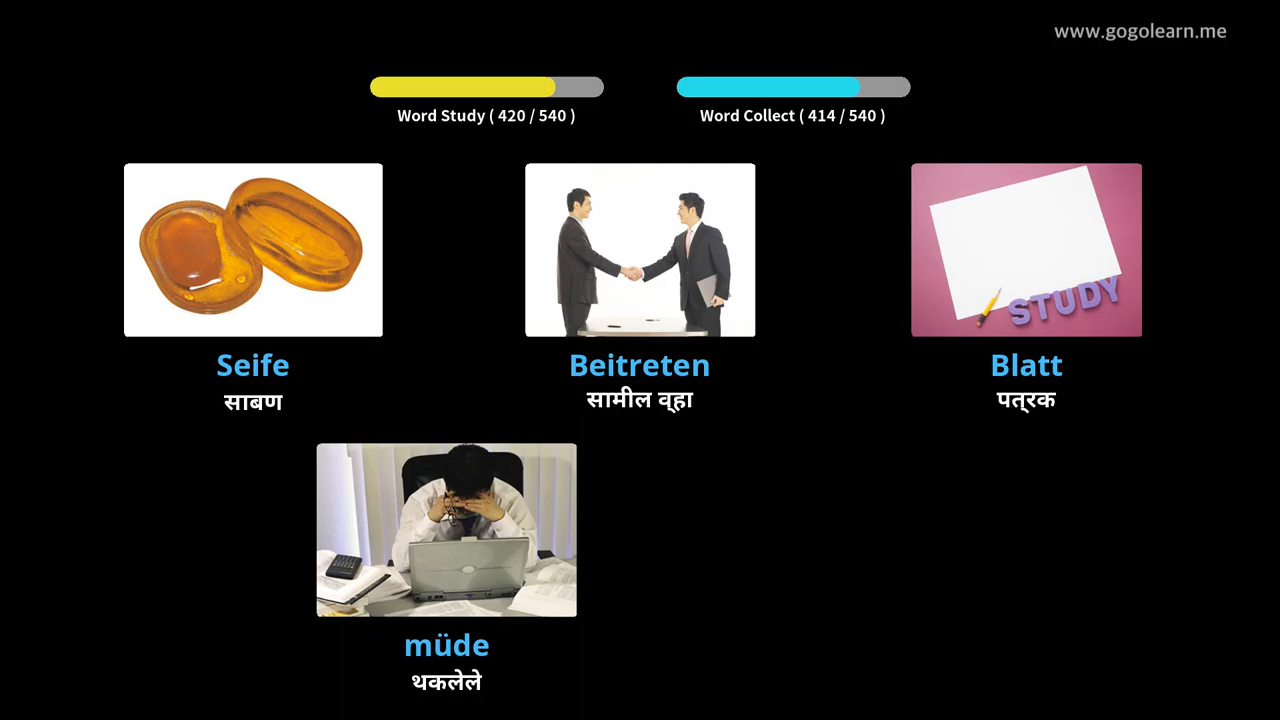 www.gogolearn.me
Word Study ( 420 / 540 )
Word Collect ( 414 / 540 )
STUDY
Seife
साबण
Beitreten
सामील व्हा
Blatt
पत्रक
müde
थकलेले